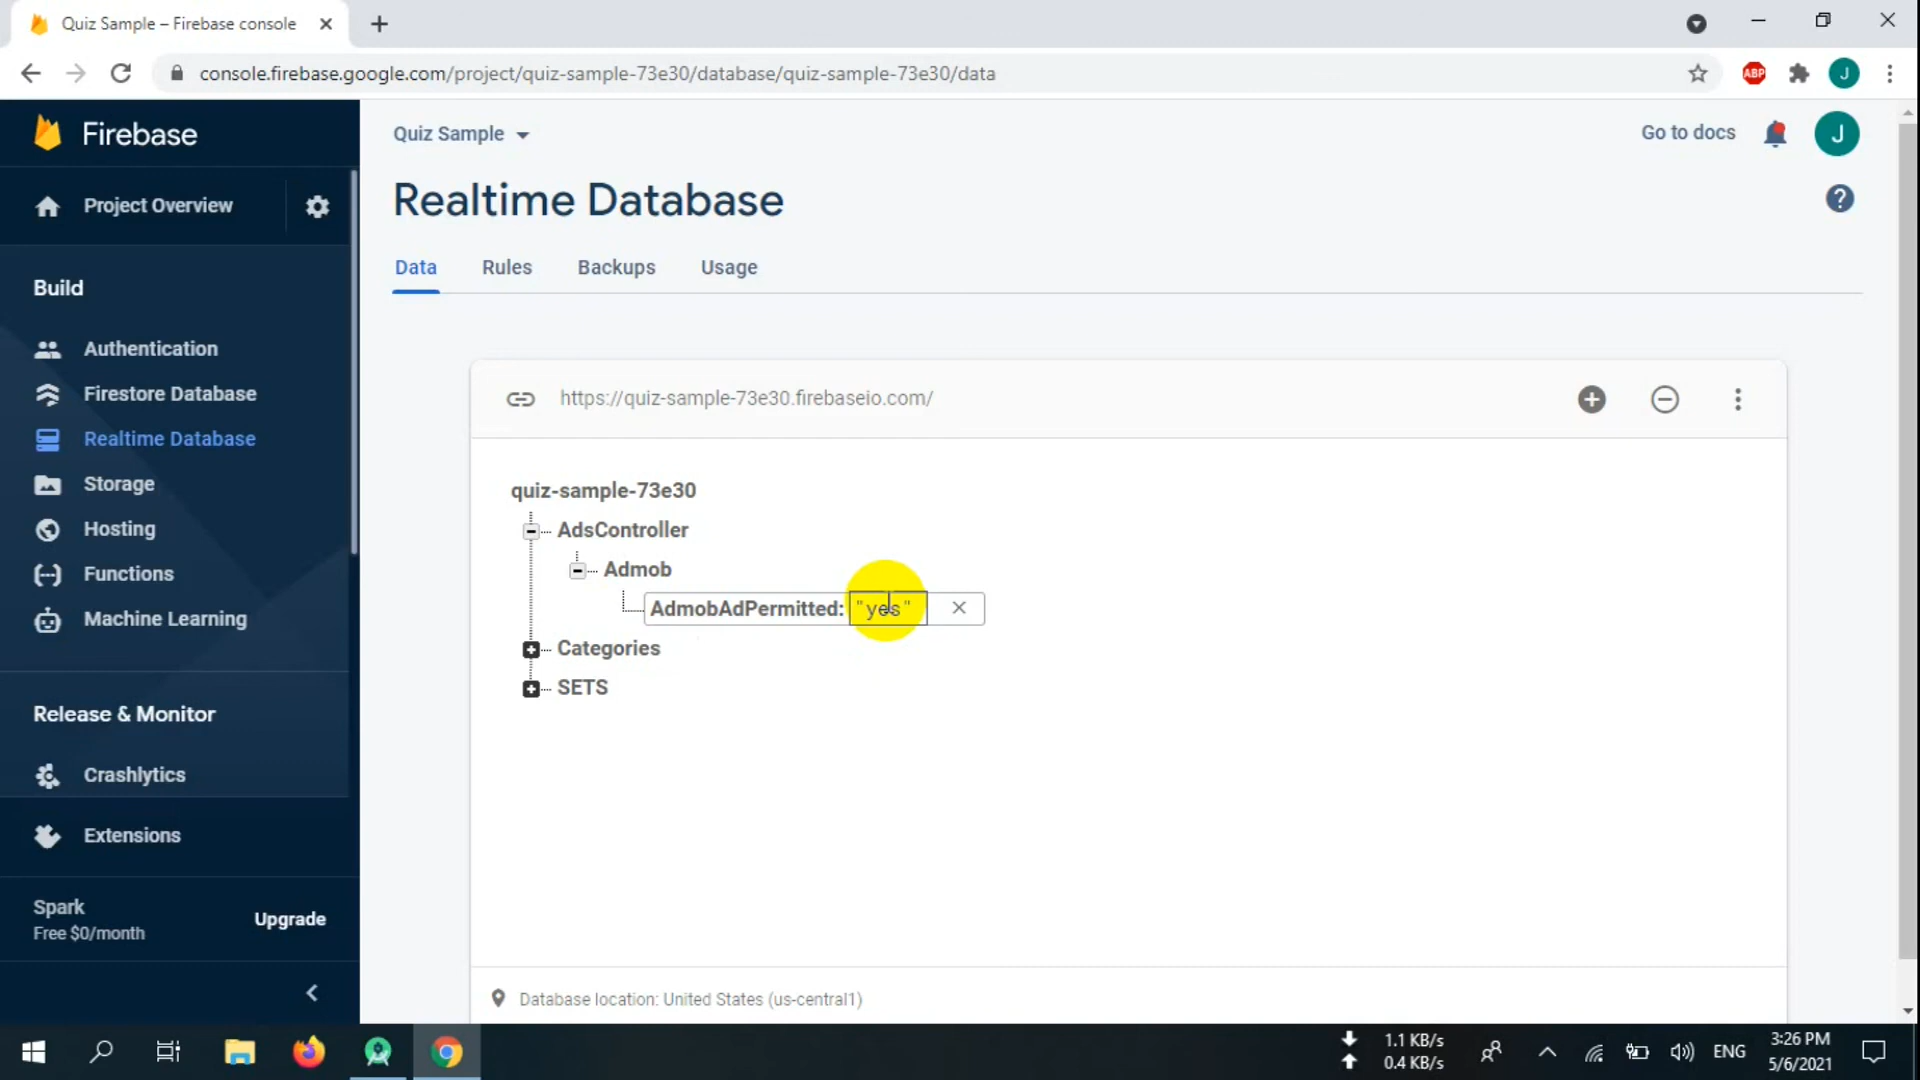 Quiz Sample – Firebase console
console.firebase.google.com/project/quiz-sample-73e30/database/quiz-sample-73e30/data
ABP
J
Firebase
Project Overview
Build
Authentication
Firestore Database
Realtime Database
Storage
Hosting
Functions
Machine Learning
Release & Monitor
Crashlytics
Extensions
Spark
Free $0/month
Upgrade
Quiz Sample
Go to docs
J
Realtime Database
Data Rules Backups Usage
https://quiz-sample-73e30.firebaseio.com/
quiz-sample-73e30
AdsController
Admob
AdmobAdPermitted: "yes"
Categories
SETS
Database location: United States (us-central1)
1.1 KB/s
0.4 KB/s
ENG
3:26 PM
5/6/2021